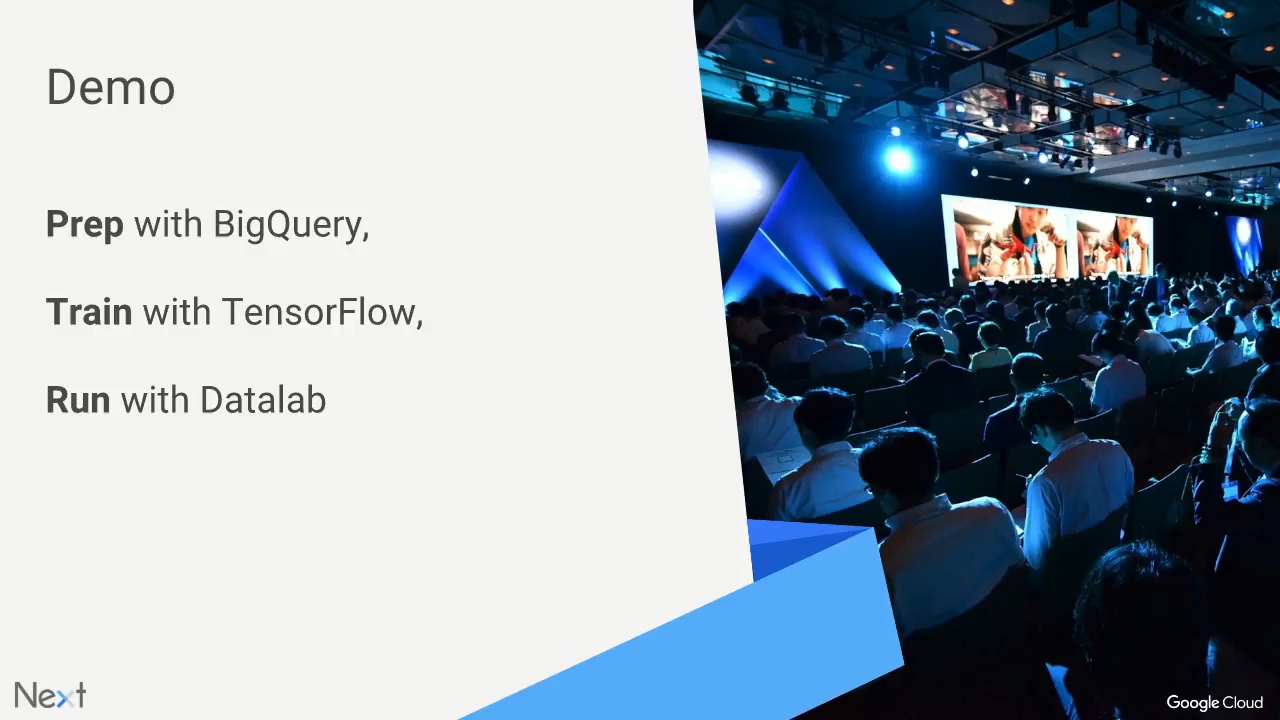 Demo
Prep with BigQuery,
Train with TensorFlow,
Run with Datalab
Next
Google Cloud